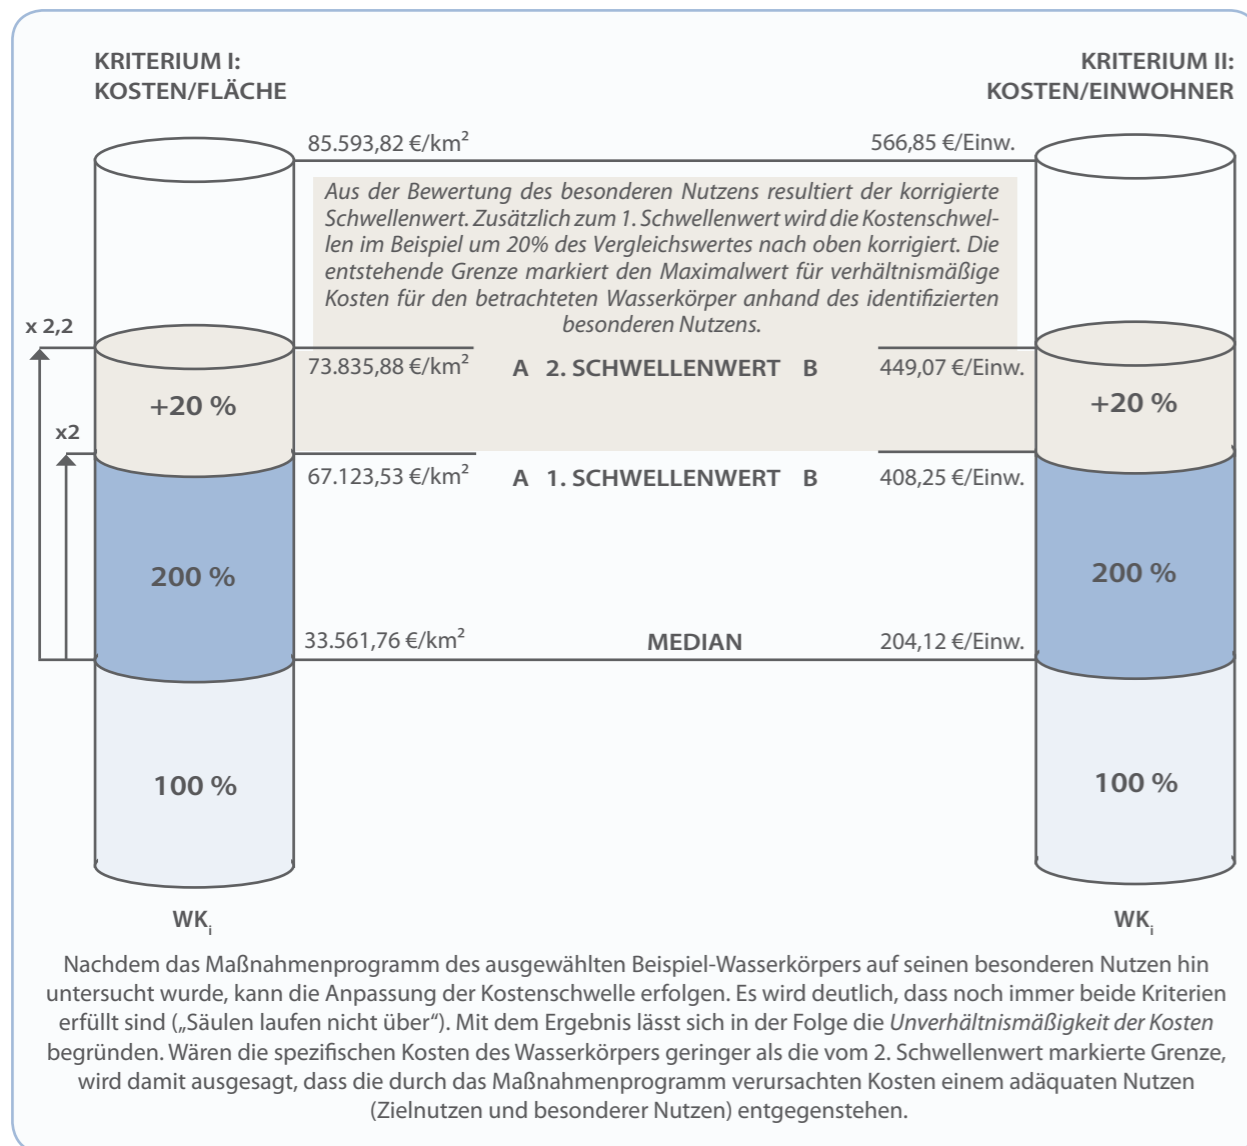 KRITERIUM I:
KOSTEN/FLÄCHE
KRITERIUM II:
KOSTEN/EINWOHNER
85.593,82 €/km²
566,85 €/Einw.
Aus der Bewertung des besonderen Nutzens resultiert der korrigierte
Schwellenwert. Zusätzlich zum 1. Schwellenwert wird die Kostenschwel-
len im Beispiel um 20% des Vergleichswertes nach oben korrigiert. Die
entstehende Grenze markiert den Maximalwert für verhältnismäßige
Kosten für den betrachteten Wasserkörper anhand des identifizierten
besonderen Nutzens.
x 2,2
73.835,88 €/km²
A 2. SCHWELLENWERT B
449,07 €/Einw.
+20 %
+20 %
x2
67.123,53 €/km²
A 1. SCHWELLENWERT B
408,25 €/Einw.
200 %
200 %
33.561,76 €/km²
MEDIAN
204,12 €/Einw.
100 %
100 %
WKi
WKi
Nachdem das Maßnahmenprogramm des ausgewählten Beispiel-Wasserkörpers auf seinen besonderen Nutzen hin
untersucht wurde, kann die Anpassung der Kostenschwelle erfolgen. Es wird deutlich, dass noch immer beide Kriterien
erfüllt sind („Säulen laufen nicht über“). Mit dem Ergebnis lässt sich in der Folge die Unverhältnismäßigkeit der Kosten
begründen. Wären die spezifischen Kosten des Wasserkörpers geringer als die vom 2. Schwellenwert markierte Grenze,
wird damit ausgesagt, dass die durch das Maßnahmenprogramm verursachten Kosten einem adäquaten Nutzen
(Zielnutzen und besonderer Nutzen) entgegenstehen.